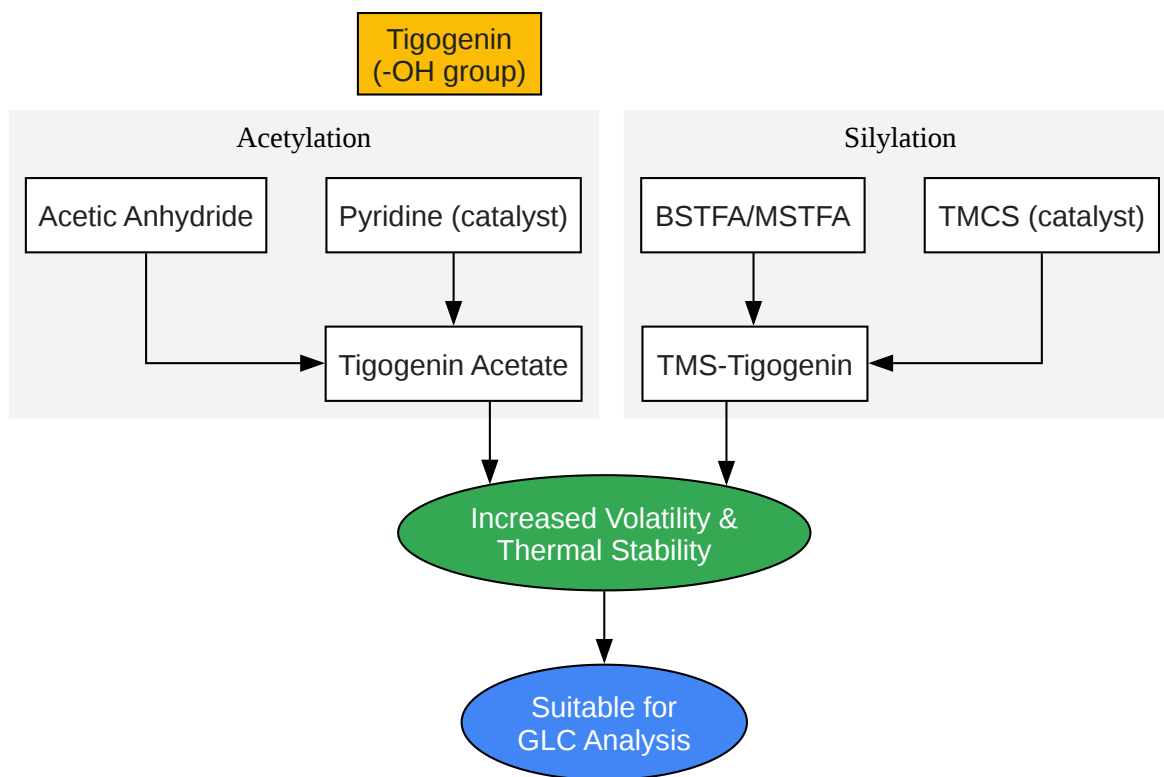 Tigogenin
(-OH group)
Acetylation
Silylation
Acetic Anhydride
Pyridine (catalyst)
BSTFA/MSTFA
TMCS (catalyst)
Tigogenin Acetate
TMS-Tigogenin
Increased Volatility &
Thermal Stability
Suitable for
GLC Analysis